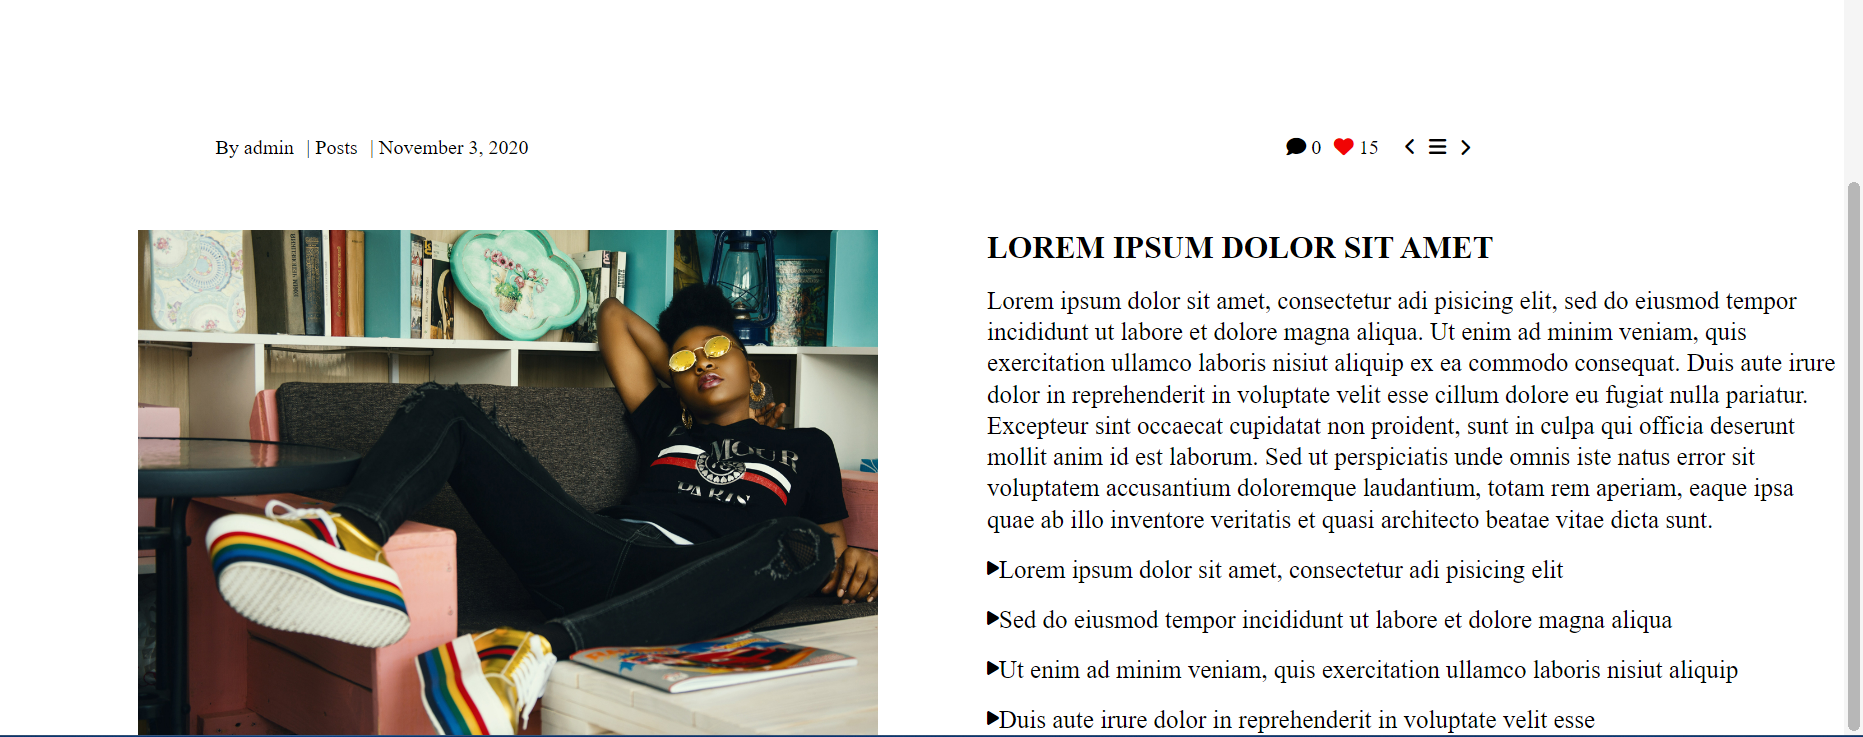 By admin | Posts | November 3, 2020
0 15
LOREM IPSUM DOLOR SIT AMET
Lorem ipsum dolor sit amet, consectetur adi pisicing elit, sed do eiusmod tempor
incididunt ut labore et dolore magna aliqua. Ut enim ad minim veniam, quis
exercitation ullamco laboris nisiut aliquip ex ea commodo consequat. Duis aute irure
dolor in reprehenderit in voluptate velit esse cillum dolore eu fugiat nulla pariatur.
Excepteur sint occaecat cupidatat non proident, sunt in culpa qui officia deserunt
mollit anim id est laborum. Sed ut perspiciatis unde omnis iste natus error sit
voluptatem accusantium doloremque laudantium, totam rem aperiam, eaque ipsa
quae ab illo inventore veritatis et quasi architecto beatae vitae dicta sunt.
Lorem ipsum dolor sit amet, consectetur adi pisicing elit
Sed do eiusmod tempor incididunt ut labore et dolore magna aliqua
Ut enim ad minim veniam, quis exercitation ullamco laboris nisiut aliquip
Duis aute irure dolor in reprehenderit in voluptate velit esse
PARIS